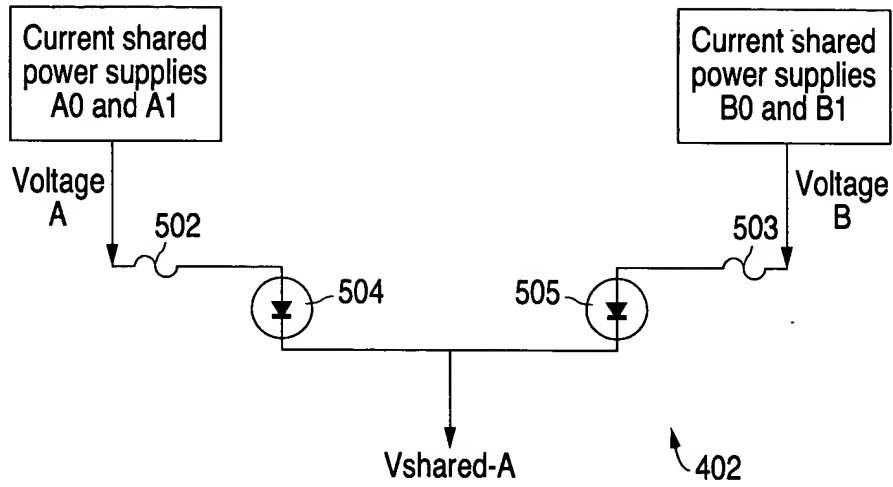 Current shared
power supplies
A0 and A1
Current shared
power supplies
B0 and B1
Voltage
A
Voltage
B
502
503
504
505
Vshared-A
402